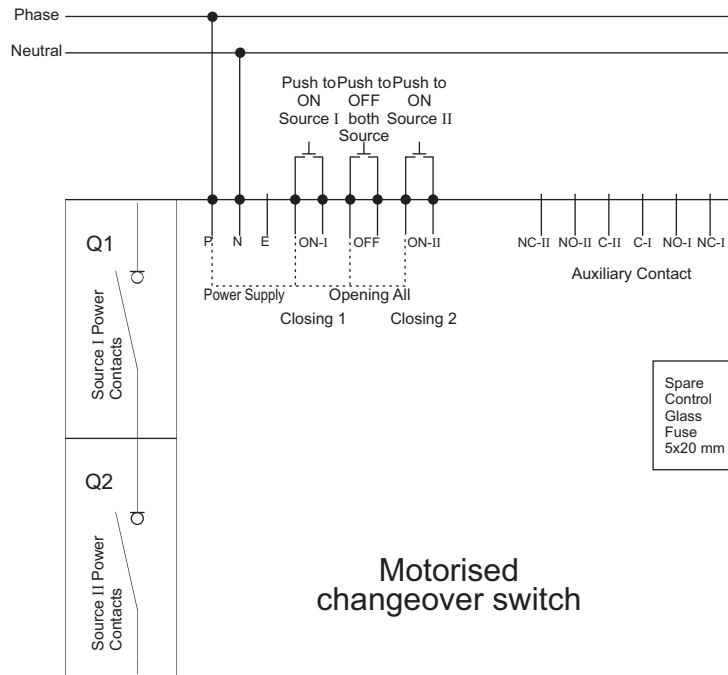 Phase
Neutral
Push to
ON
Source I
Push to
OFF
both
Source
Push to
ON
Source II
Q1
P N E ON-I OFF ON-II
NC-II NO-II C-II C-I NO-I NC-I
Auxiliary Contact
Power Supply
Opening All
Closing 1
Closing 2
Source I Power
Contacts
Spare
Control
Glass
Fuse
5x20 mm
Q2
Source II Power
Contacts
Motorised
changeover switch